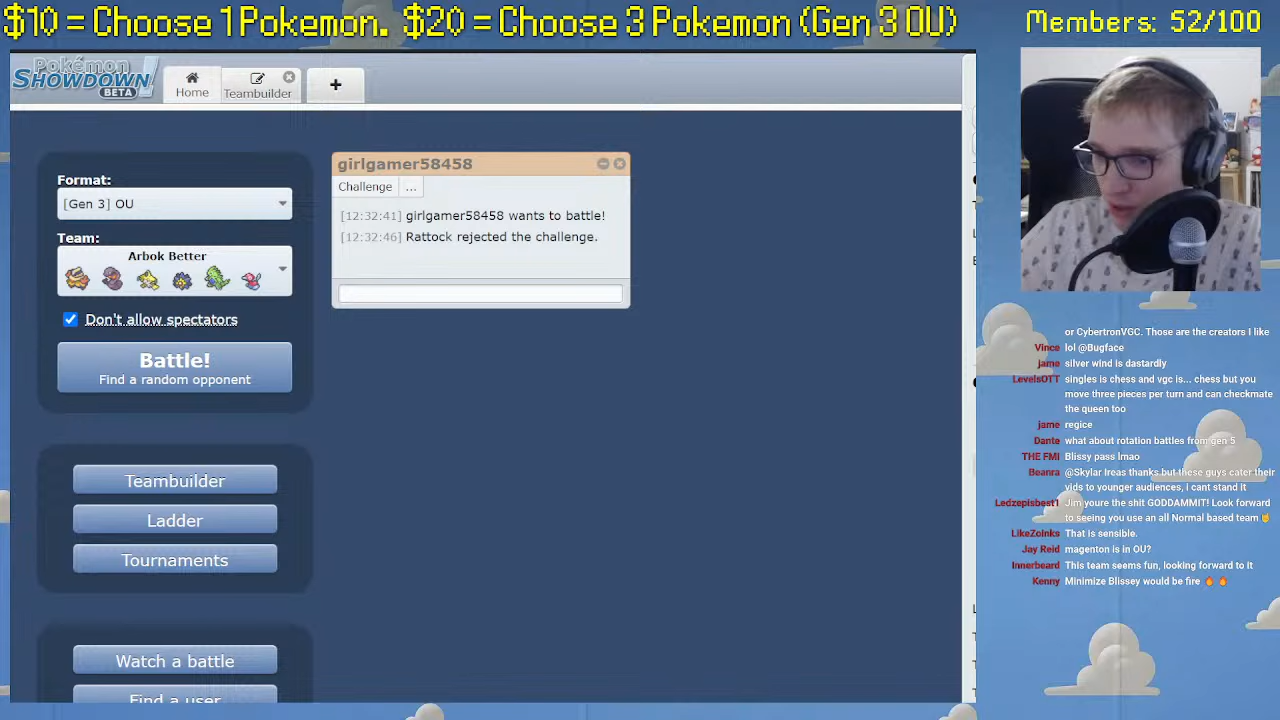 $10 = Choose 1 Pokemon. $20 = Choose 3 Pokemon (Gen 3 OU)
Members: 52/100
Pokémon
SHOWDOWN!
BETA
Home
Teambuilder
+
Format:
[Gen 3] OU
Team:
Arbok Better
Don't allow spectators
Battle!
Find a random opponent
Teambuilder
Ladder
Tournaments
Watch a battle
Find a user
girlgamer58458
Challenge ...
[12:32:41] girlgamer58458 wants to battle!
[12:32:46] Rattock rejected the challenge.
or CybertronVGC. Those are the creators I like
Vince lol @Bugface
jame silver wind is dastardly
LevelsOTT singles is chess and vgc is... chess but you
move three pieces per turn and can checkmate
the queen too
jame regice
Dante what about rotation battles from gen 5
THE FMI Blissy pass lmao
Beanra @Skylar Ireas thanks but these guys cater their
vids to younger audiences, i cant stand it
Ledzepisbest1 Jim youre the shit GODDAMMIT! Look forward
to seeing you use an all Normal based team
LikeZoinks That is sensible.
Jay Reid magenton is in OU?
Innerbeard This team seems fun, looking forward to it
Kenny Minimize Blissey would be fire 🔥 🔥